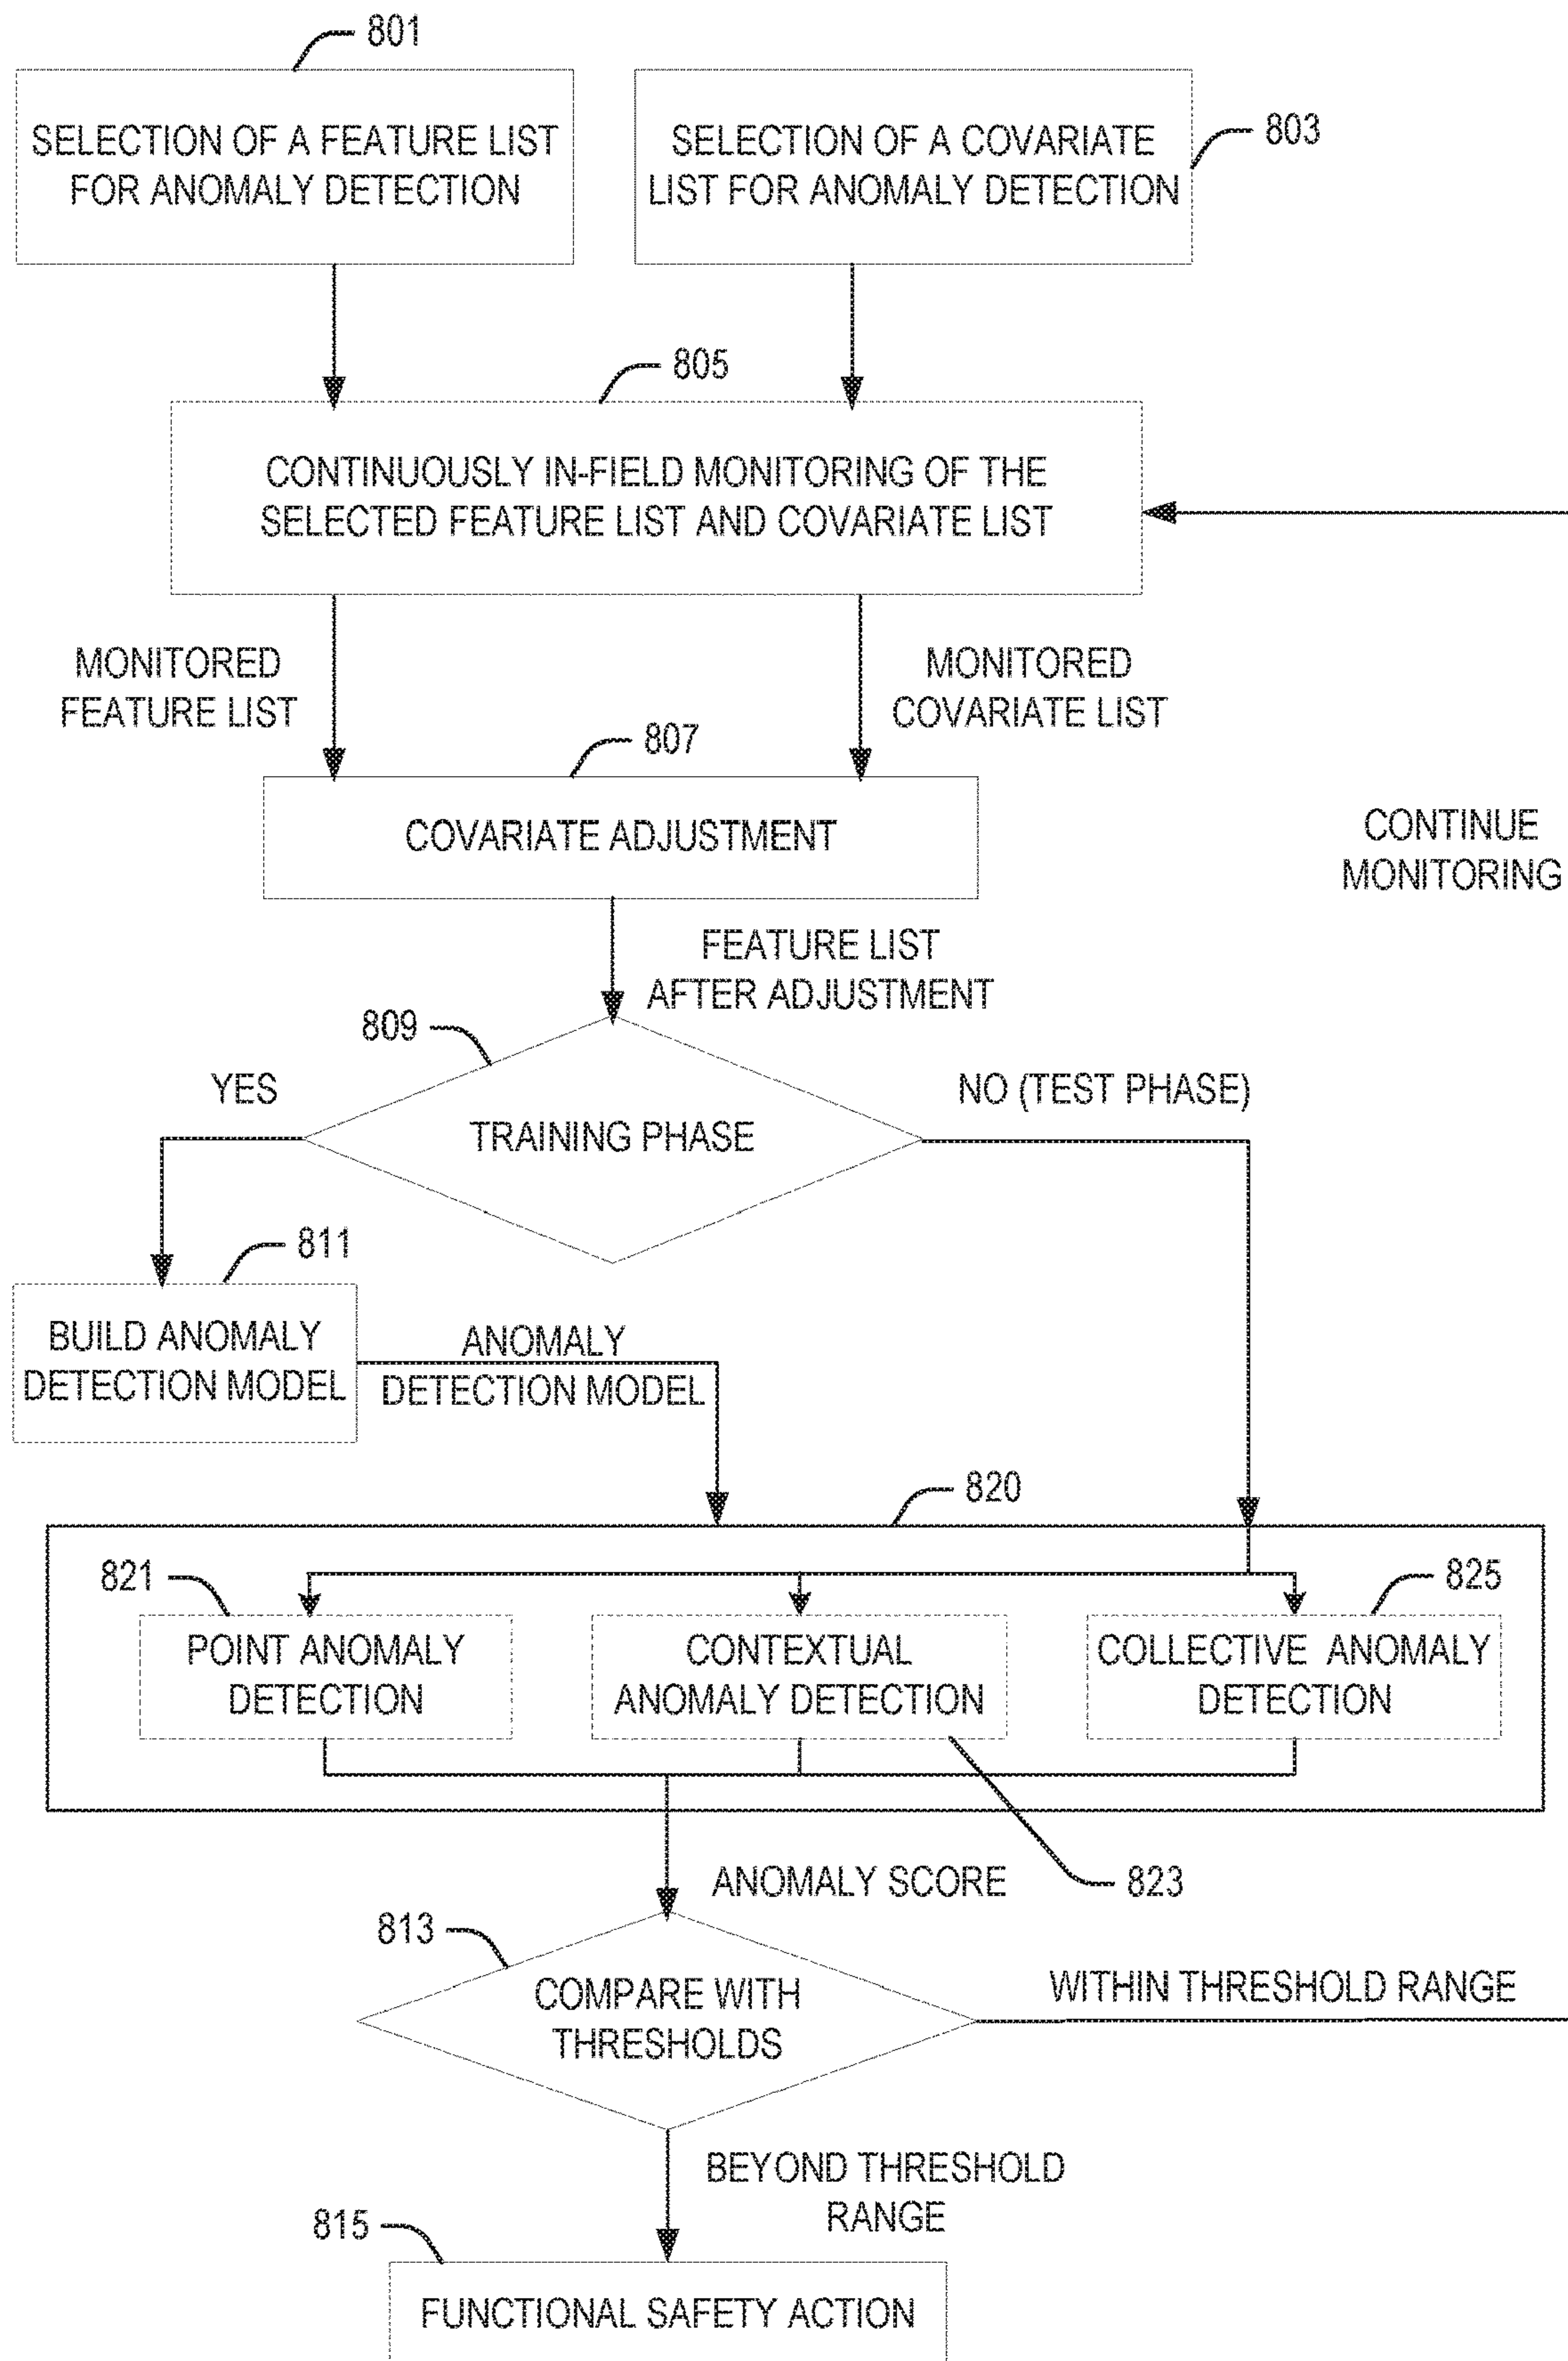 801
SELECTION OF A FEATURE LIST
FOR ANOMALY DETECTION
SELECTION OF A COVARIATE
LIST FOR ANOMALY DETECTION
803
805
CONTINUOUSLY IN-FIELD MONITORING OF THE
SELECTED FEATURE LIST AND COVARIATE LIST
MONITORED
FEATURE LIST
MONITORED
COVARIATE LIST
807
COVARIATE ADJUSTMENT
CONTINUE
MONITORING
FEATURE LIST
AFTER ADJUSTMENT
809
YES
NO (TEST PHASE)
TRAINING PHASE
811
BUILD ANOMALY
DETECTION MODEL
ANOMALY
DETECTION MODEL
820
821
825
POINT ANOMALY
DETECTION
CONTEXTUAL
ANOMALY DETECTION
COLLECTIVE ANOMALY
DETECTION
ANOMALY SCORE
823
813
COMPARE WITH
THRESHOLDS
WITHIN THRESHOLD RANGE
BEYOND THRESHOLD
RANGE
815
FUNCTIONAL SAFETY ACTION